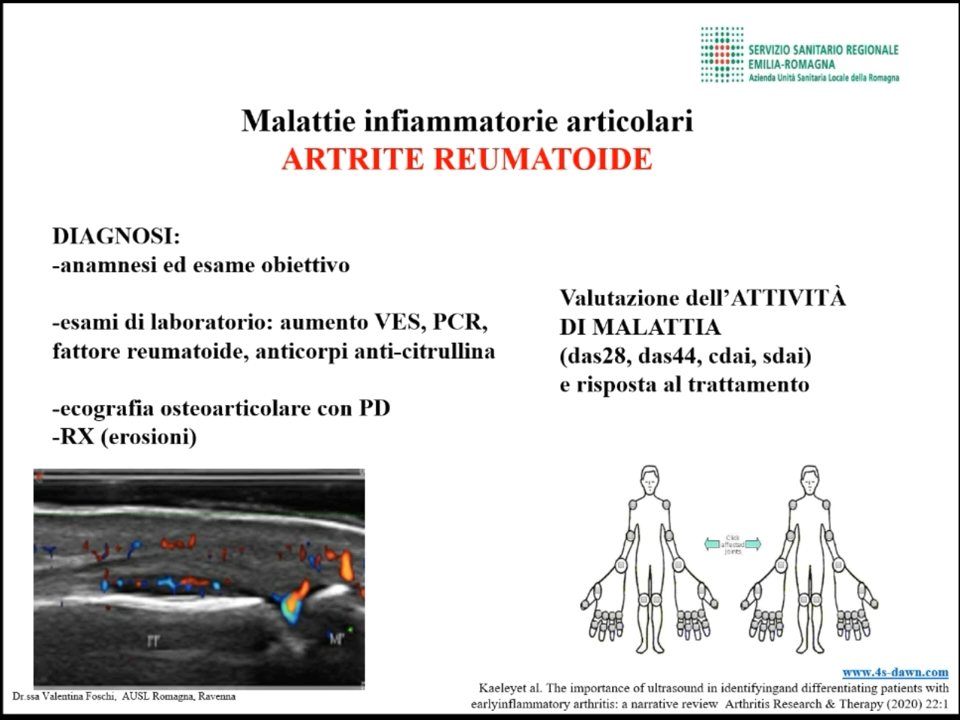 SERVIZIO SANITARIO REGIONALE
EMILIA-ROMAGNA
Azienda Unità Sanitaria Locale della Romagna
Malattie infiammatorie articolari
ARTRITE REUMATOIDE
DIAGNOSI:
-anamnesi ed esame obiettivo
-esami di laboratorio: aumento VES, PCR,
fattore reumatoide, anticorpi anti-citrullina
-ecografia osteoarticolare con PD
-RX (erosioni)
Valutazione dell'ATTIVITÀ
DI MALATTIA
(das28, das44, cdai, sdai)
e risposta al trattamento
Click
affected
joints
www.4s-dawn.com
Dr.ssa Valentina Foschi, AUSL Romagna, Ravenna
Kaeleyet al. The importance of ultrasound in identifyingand differentiating patients with
earlyinflammatory arthritis: a narrative review Arthritis Research & Therapy (2020) 22:1